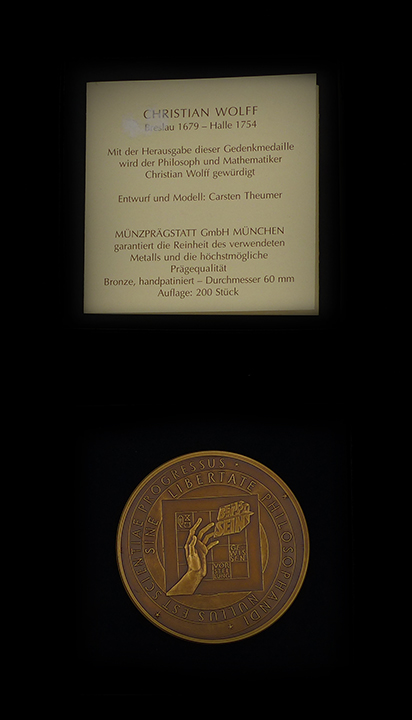 CHRISTIAN WOLFF
Breslau 1679 – Halle 1754
Mit der Herausgabe dieser Gedenkmedaille
wird der Philosoph und Mathematiker
Christian Wolff gewürdigt
Entwurf und Modell: Carsten Theumer
MÜNZPRÄGSTATT GmbH MÜNCHEN
garantiert die Reinheit des verwendeten
Metalls und die höchstmögliche
Prägequalität
Bronze, handpatiniert – Durchmesser 60 mm
Auflage: 200 Stück
SCIENTIAE PROGRESSUS ·
SINE LIBERTATE
PHILOSOPHANDI
NULLUS EST